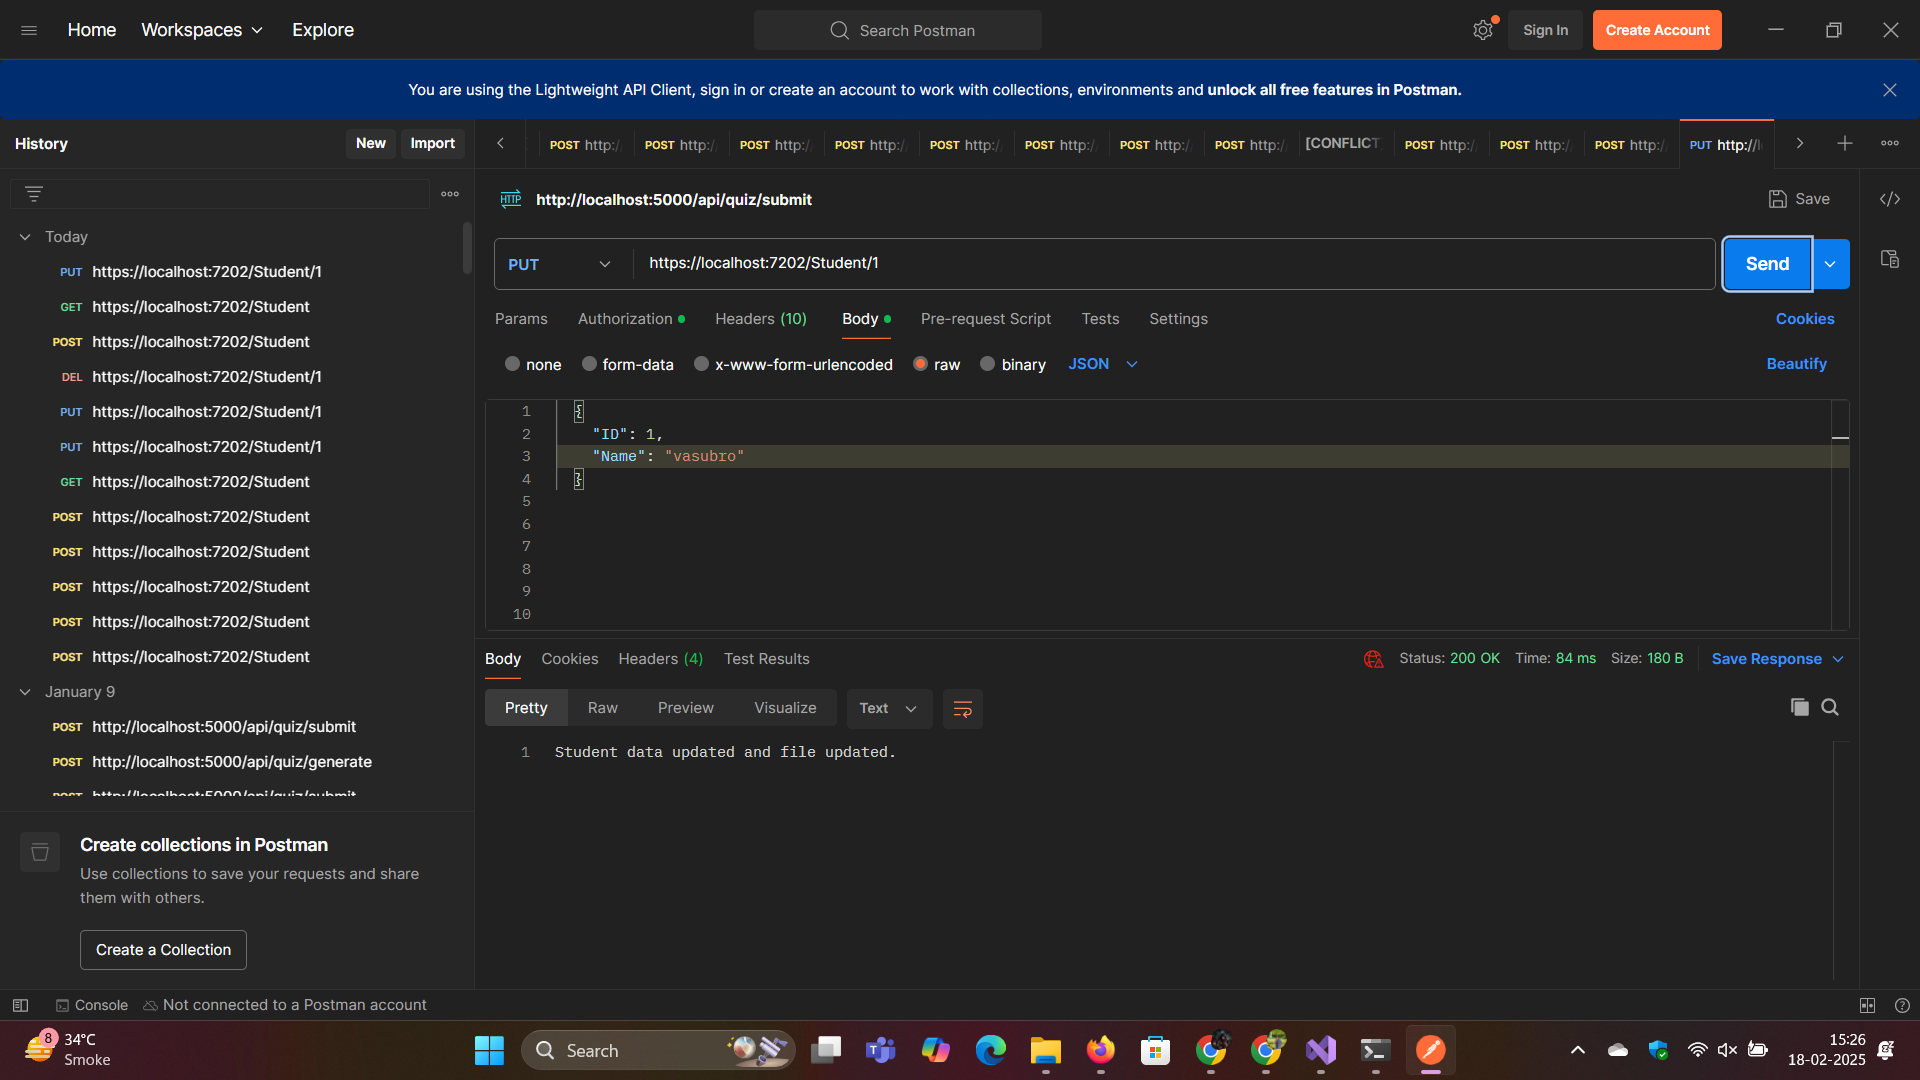 Home
Workspaces
Explore
Search Postman
Sign In
Create Account
You are using the Lightweight API Client, sign in or create an account to work with collections, environments and unlock all free features in Postman.
History
New
Import
POST http:/
POST http:/
POST http:/
POST http:/
POST http:/
POST http:/
POST http:/
POST http:/
[CONFLICT
POST http:/
POST http:/
POST http:/
PUT http://l
HTTP http://localhost:5000/api/quiz/submit
Save
Today
PUT https://localhost:7202/Student/1
GET https://localhost:7202/Student
POST https://localhost:7202/Student
DEL https://localhost:7202/Student/1
PUT https://localhost:7202/Student/1
PUT https://localhost:7202/Student/1
GET https://localhost:7202/Student
POST https://localhost:7202/Student
POST https://localhost:7202/Student
POST https://localhost:7202/Student
POST https://localhost:7202/Student
POST https://localhost:7202/Student
January 9
POST http://localhost:5000/api/quiz/submit
POST http://localhost:5000/api/quiz/generate
POST http://localhost:5000/api/quiz/submit
Create collections in Postman
Use collections to save your requests and share
them with others.
Create a Collection
PUT
https://localhost:7202/Student/1
Send
Params
Authorization
Headers (10)
Body
Pre-request Script
Tests
Settings
Cookies
none
form-data
x-www-form-urlencoded
raw
binary
JSON
Beautify
1 {
2 "ID": 1,
3 "Name": "vasubro"
4 }
5
6
7
8
9
10
Body
Cookies
Headers (4)
Test Results
Status: 200 OK
Time: 84 ms
Size: 180 B
Save Response
Pretty
Raw
Preview
Visualize
Text
1 Student data updated and file updated.
Console
Not connected to a Postman account
8
34°C
Smoke
Search
15:26
18-02-2025